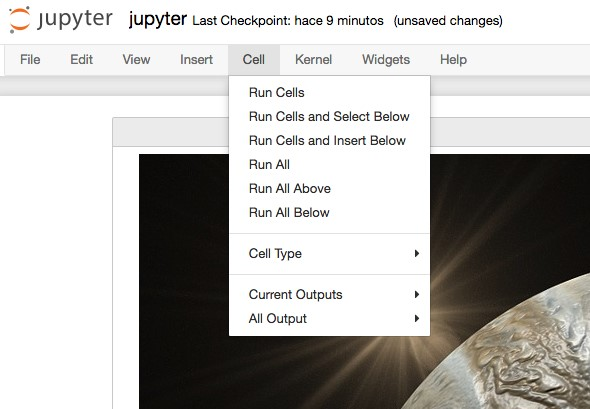 jupyter jupyter Last Checkpoint: hace 9 minutos (unsaved changes)
File Edit View Insert Cell Kernel Widgets Help
Run Cells
Run Cells and Select Below
Run Cells and Insert Below
Run All
Run All Above
Run All Below
Cell Type
Current Outputs
All Output